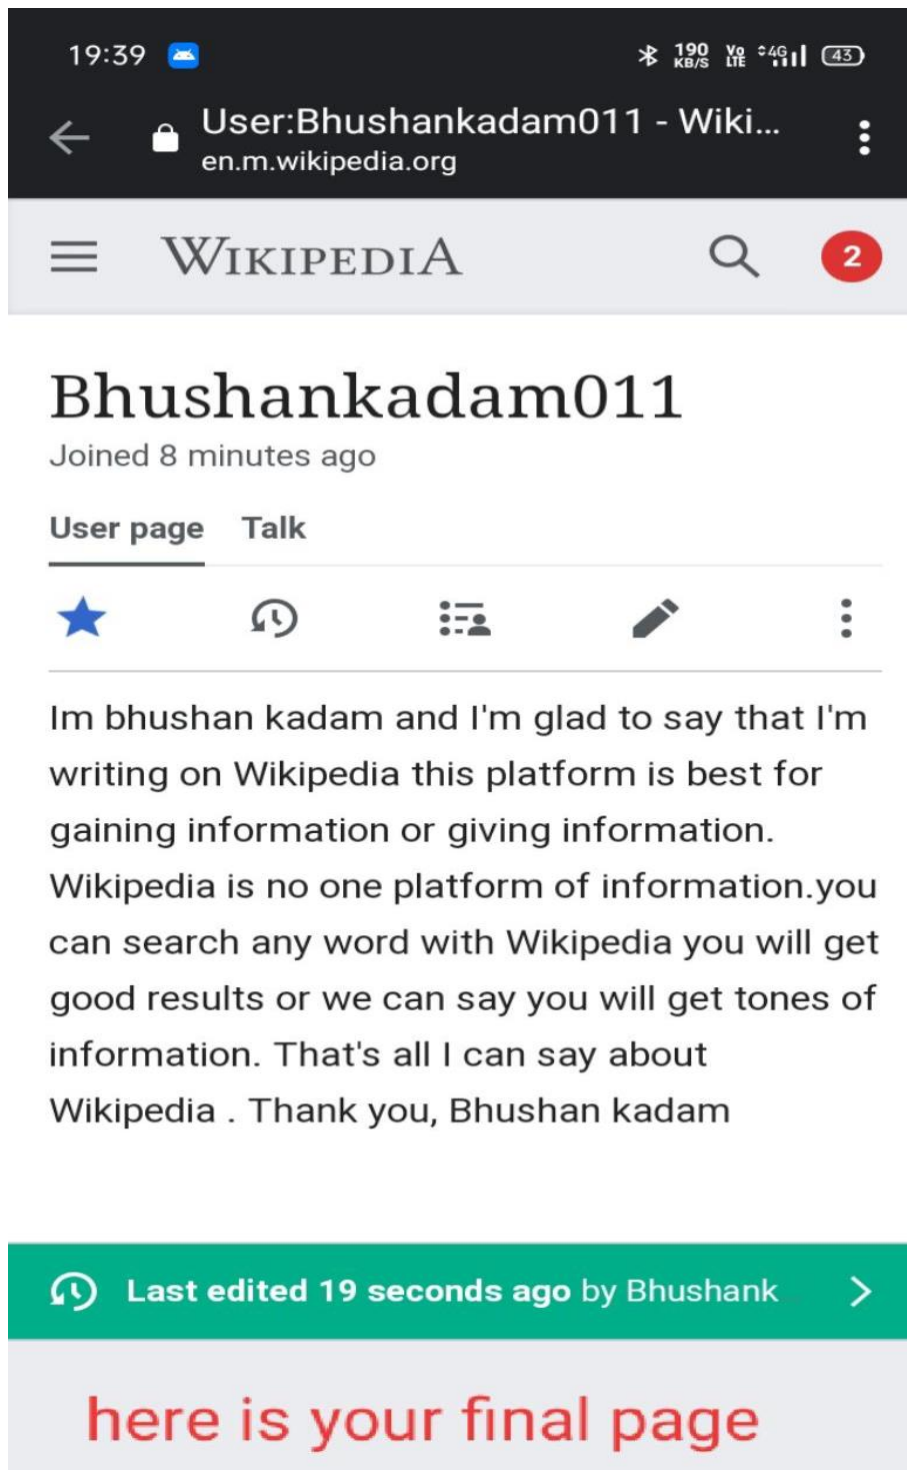 19:39 190 KB/S Vo LTE 4G 43
User:Bhushankadam011 - Wiki...
en.m.wikipedia.org
WIKIPEDIA 2
Bhushankadam011
Joined 8 minutes ago
User page Talk
Im bhushan kadam and I'm glad to say that I'm
writing on Wikipedia this platform is best for
gaining information or giving information.
Wikipedia is no one platform of information.you
can search any word with Wikipedia you will get
good results or we can say you will get tones of
information. That's all I can say about
Wikipedia . Thank you, Bhushan kadam
Last edited 19 seconds ago by Bhushank
here is your final page